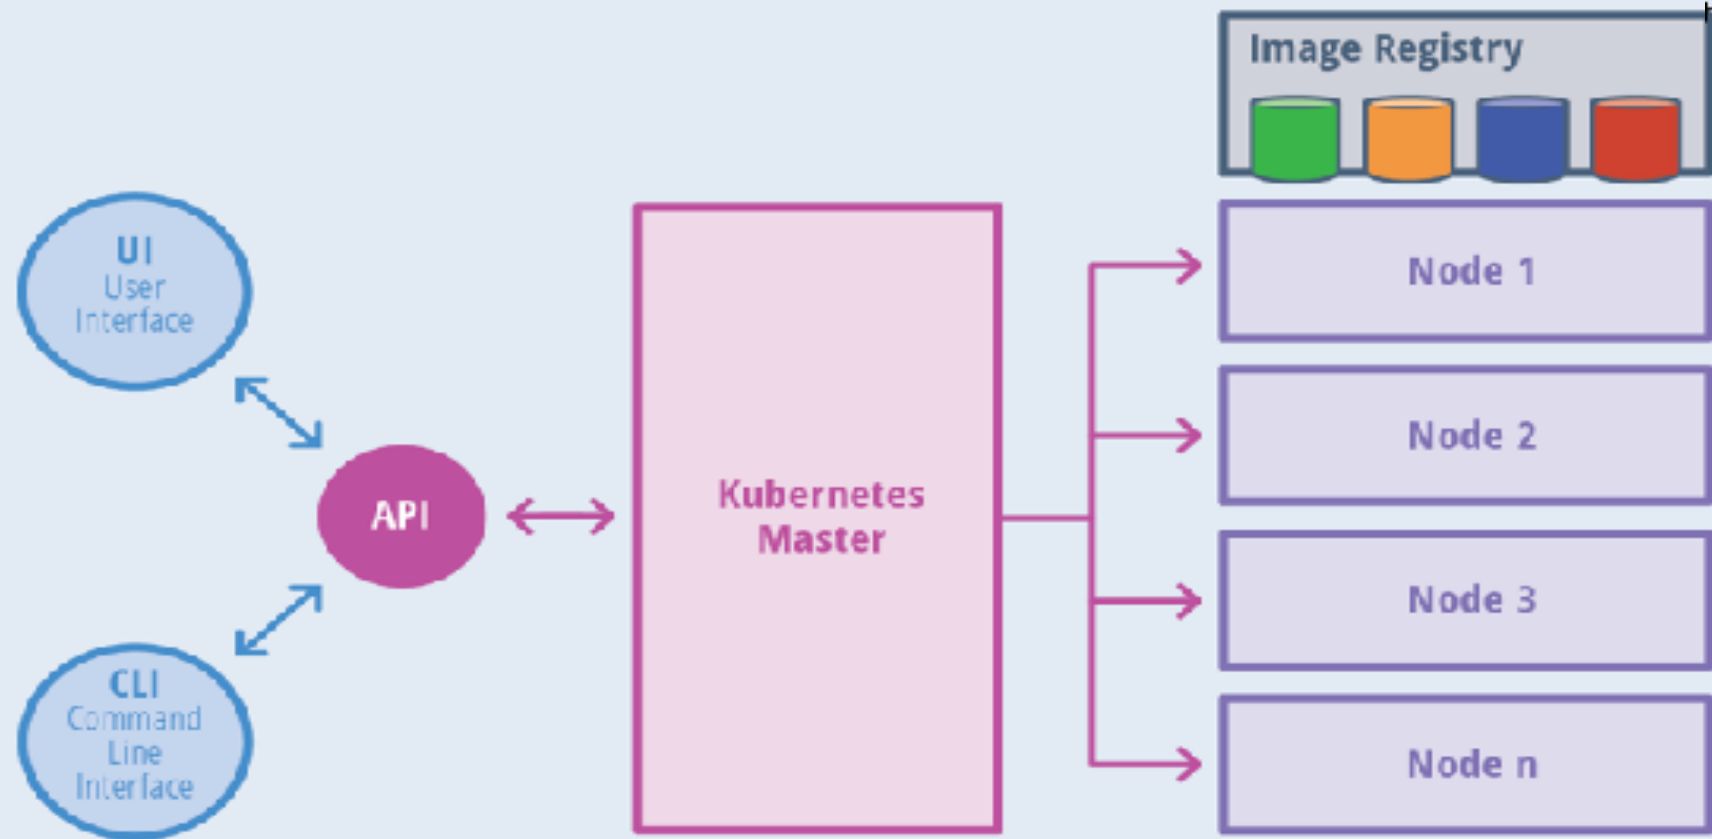 Image Registry
UI
User
Interface
API
CLI
Command
Line
Interface
Kubernetes
Master
Node 1
Node 2
Node 3
Node n